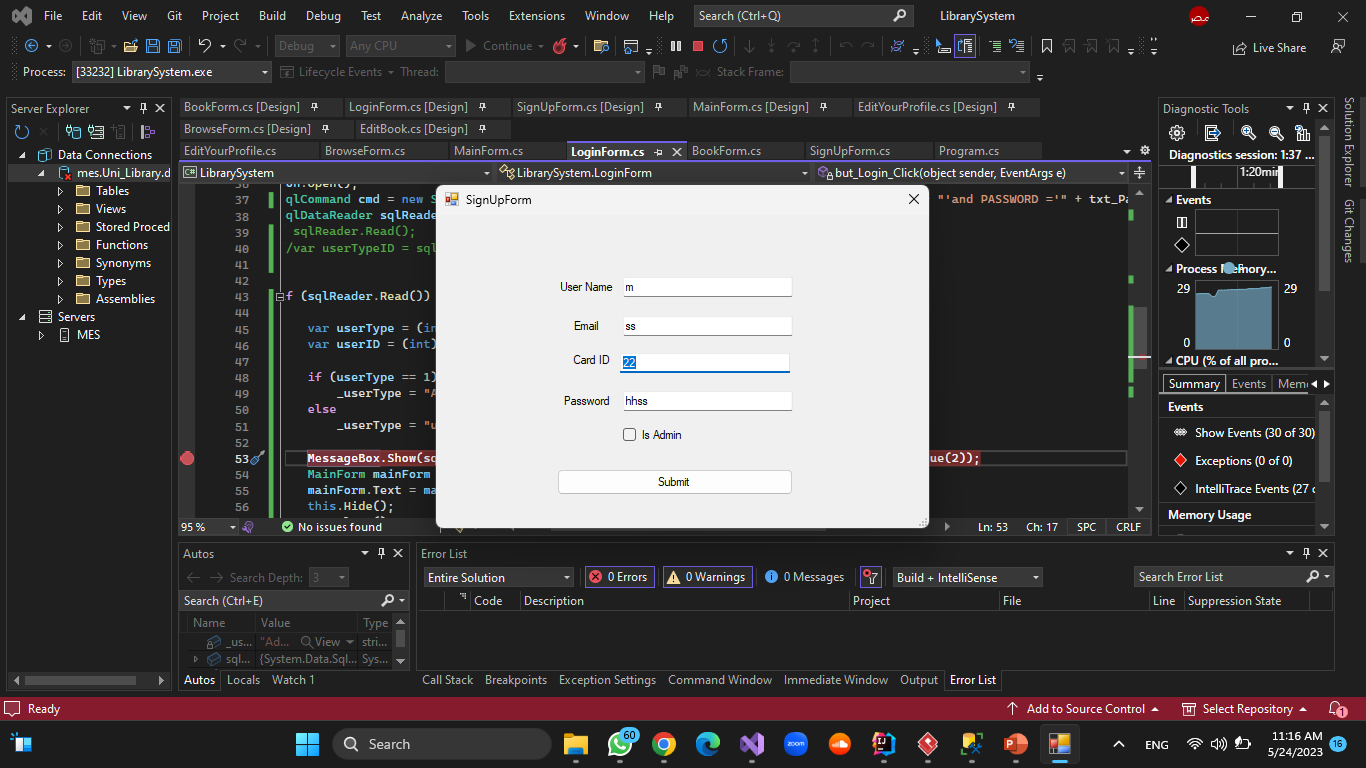 File Edit View Git Project Build Debug Test Analyze Tools Extensions Window Help Search (Ctrl+Q) LibrarySystem
Debug Any CPU Continue Live Share
Process: [33232] LibrarySystem.exe Lifecycle Events Thread: Stack Frame:
Server Explorer
Data Connections
mes.Uni_Library.d
Tables
Views
Stored Proced
Functions
Synonyms
Types
Assemblies
Servers
MES
BookForm.cs [Design] LoginForm.cs [Design] SignUpForm.cs [Design] MainForm.cs [Design] EditYourProfile.cs [Design]
BrowseForm.cs [Design] EditBook.cs [Design]
EditYourProfile.cs BrowseForm.cs MainForm.cs LoginForm.cs BookForm.cs SignUpForm.cs Program.cs
LibrarySystem LibrarySystem.LoginForm but_Login_Click(object sender, EventArgs e)
37 qlCommand cmd = new S "'and PASSWORD ='" + txt_Pa
38 qlDataReader sqlReade
39 sqlReader.Read();
40 /var userTypeID = sql
41
42
43 f (sqlReader.Read())
44
45 var userType = (in
46 var userID = (int)
47
48 if (userType == 1)
49 _userType = "A
50 else
51 _userType = "u
52
53 MessageBox.Show(sq ue(2));
54 MainForm mainForm
55 mainForm.Text = ma
56 this.Hide();
95 % No issues found Ln: 53 Ch: 17 SPC CRLF
SignUpForm
User Name m
Email ss
Card ID 22
Password hhss
Is Admin
Submit
Diagnostic Tools
Diagnostics session: 1:37 ...
1:20min
Events
Process Memory...
29 29
0 0
CPU (% of all pro...
Summary Events Mem
Events
Show Events (30 of 30)
Exceptions (0 of 0)
IntelliTrace Events (27 o
Memory Usage
Solution Explorer
Git Changes
Autos
Search Depth: 3
Search (Ctrl+E)
Name Value Type
_us... "Ad... View stri...
sql... {System.Data.Sql... Sys...
Autos Locals Watch 1
Error List
Entire Solution 0 Errors 0 Warnings 0 Messages Build + IntelliSense Search Error List
Code Description Project File Line Suppression State
Call Stack Breakpoints Exception Settings Command Window Immediate Window Output Error List
Ready Add to Source Control Select Repository 1
Search 60 zoom ENG 11:16 AM
5/24/2023 16